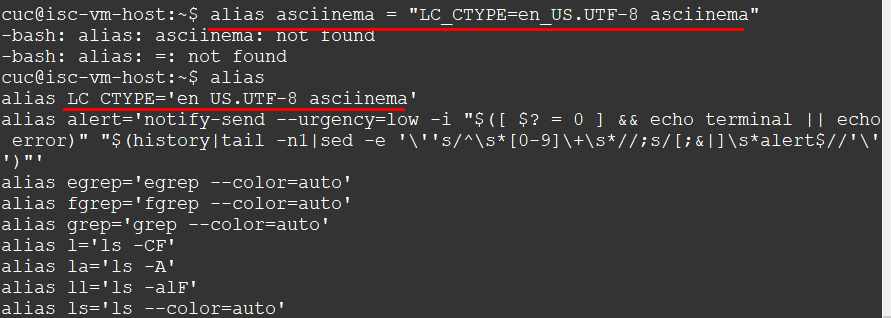 cuc@isc-vm-host:~$ alias asciinema = "LC_CTYPE=en_US.UTF-8 asciinema"
-bash: alias: asciinema: not found
-bash: alias: =: not found
cuc@isc-vm-host:~$ alias
alias LC_CTYPE='en_US.UTF-8 asciinema'
alias alert='notify-send --urgency=low -i "$([ $? = 0 ] && echo terminal || echo
 error)" "$(history|tail -n1|sed -e '\''s/^\s*[0-9]\+\s*//;s/[;&|]\s*alert$//'\'
')"'
alias egrep='egrep --color=auto'
alias fgrep='fgrep --color=auto'
alias grep='grep --color=auto'
alias l='ls -CF'
alias la='ls -A'
alias ll='ls -alF'
alias ls='ls --color=auto'